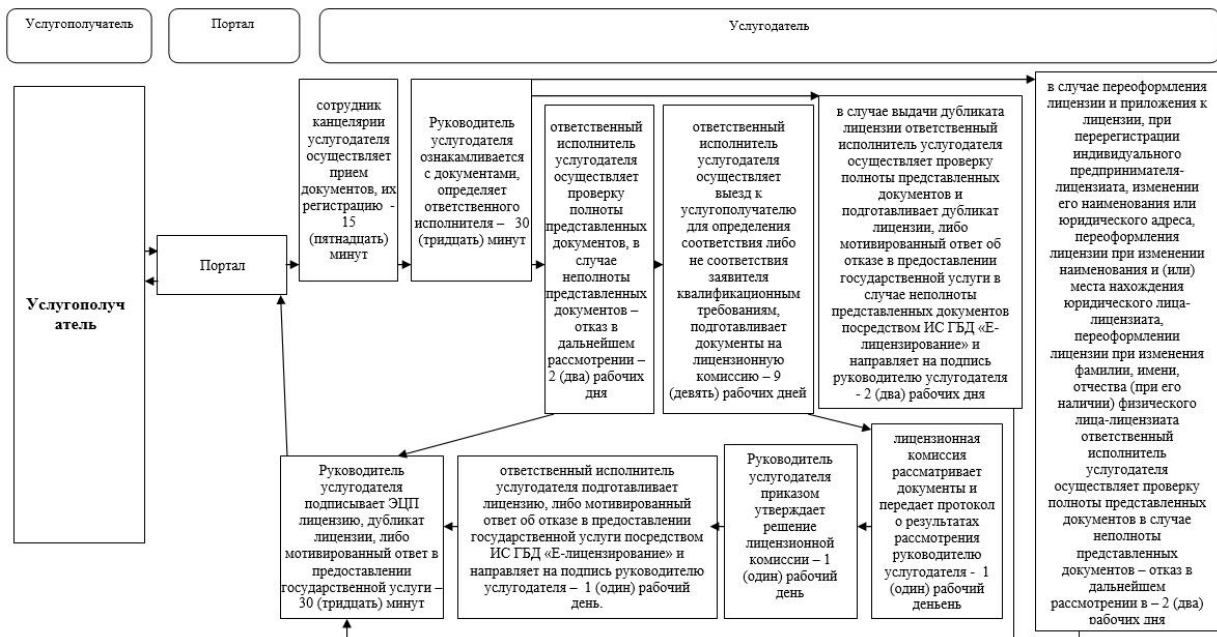 Услугополучатель
Портал
Услугодатель
Услугополуч
атель
Портал
сотрудник
канцелярии
услугодателя
осуществляет
прием
документов, их
регистрацию -
15
(пятнадцать)
минут
Руководитель
услугодателя
ознакамливается
с документами,
определяет
ответственного
исполнителя – 30
(тридцать) минут
ответственный
исполнитель
услугодателя
осуществляет
проверку
полноты
представленных
документов, в
случае
неполноты
представленных
документов –
отказ в
дальнейшем
рассмотрении –
2 (два) рабочих
дня
ответственный
исполнитель
услугодателя
осуществляет
выезд к
услугополучателю
для определения
соответствия либо
не соответствия
заявителя
квалификационным
требованиям,
подготавливает
документы на
лицензионную
комиссию – 9
(девять) рабочих дней
в случае выдачи дубликата
лицензии ответственный
исполнитель услугодателя
осуществляет проверку
полноты представленных
документов и
подготавливает дубликат
лицензии, либо
мотивированный ответ об
отказе в предоставлении
государственной услуги в
случае неполноты
представленных документов
посредством ИС ГБД «Е-
лицензирование» и
направляет на подпись
руководителю услугодателя
- 2 (два) рабочих дня
в случае переоформления
лицензии и приложения к
лицензии, при
перерегистрации
индивидуального
предпринимателя-
лицензиата, изменении
его наименования или
юридического адреса,
переоформления
лицензии при изменении
наименования и (или)
места нахождения
юридического лица-
лицензиата,
переоформлении
лицензии при изменения
фамилии, имени,
отчества (при его
наличии) физического
лица-лицензиата
ответственный
исполнитель
услугодателя
осуществляет проверку
полноты представленных
документов в случае
неполноты
представленных
документов – отказ в
дальнейшем
рассмотрении в – 2 (два)
рабочих дня
Руководитель
услугодателя
подписывает ЭЦП
лицензию, дубликат
лицензии, либо
мотивированный ответ в
предоставлении
государственной услуги –
30 (тридцать) минут
ответственный исполнитель
услугодателя подготавливает
лицензию, либо мотивированный
ответ об отказе в предоставлении
государственной услуги посредством
ИС ГБД «Е-лицензирование» и
направляет на подпись руководителю
услугодателя – 1 (один) рабочий
день.
Руководитель
услугодателя
приказом
утверждает
решение
лицензионной
комиссии – 1
(один) рабочий
день
лицензионная
комиссия
рассматривает
документы и
передает протокол
о результатах
рассмотрения
руководителю
услугодателя - 1
(один) рабочий
деньень